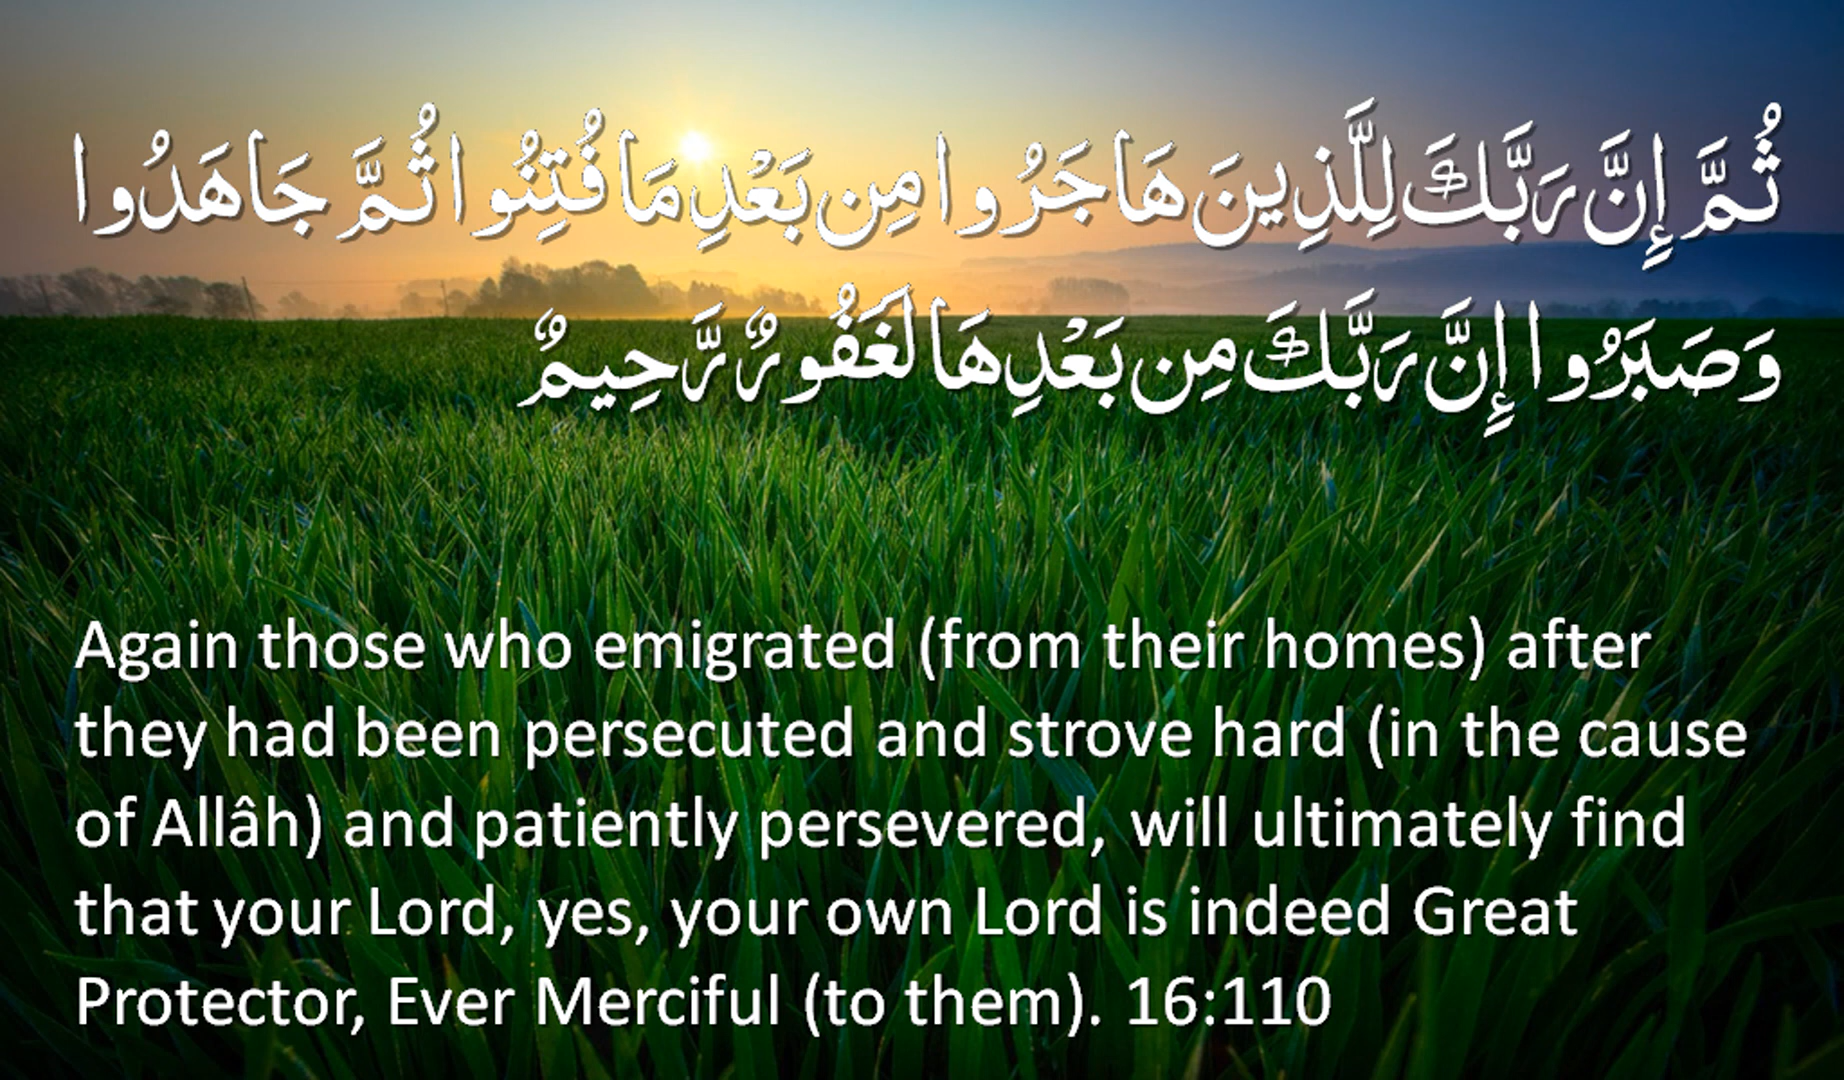 ثُمَّ إِنَّ رَبَّكَ لِلَّذِينَ هَاجَرُوا مِن بَعْدِ مَا فُتِنُوا ثُمَّ جَاهَدُوا
وَصَبَرُوا إِنَّ رَبَّكَ مِن بَعْدِهَا لَغَفُورٌ رَّحِيمٌ
Again those who emigrated (from their homes) after
they had been persecuted and strove hard (in the cause
of Allâh) and patiently persevered, will ultimately find
that your Lord, yes, your own Lord is indeed Great
Protector, Ever Merciful (to them). 16:110